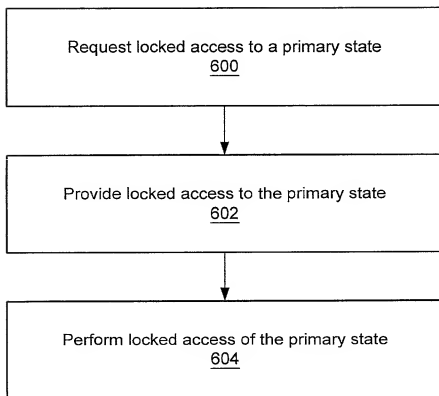 Request locked access to a primary state
600
Provide locked access to the primary state
602
Perform locked access of the primary state
604